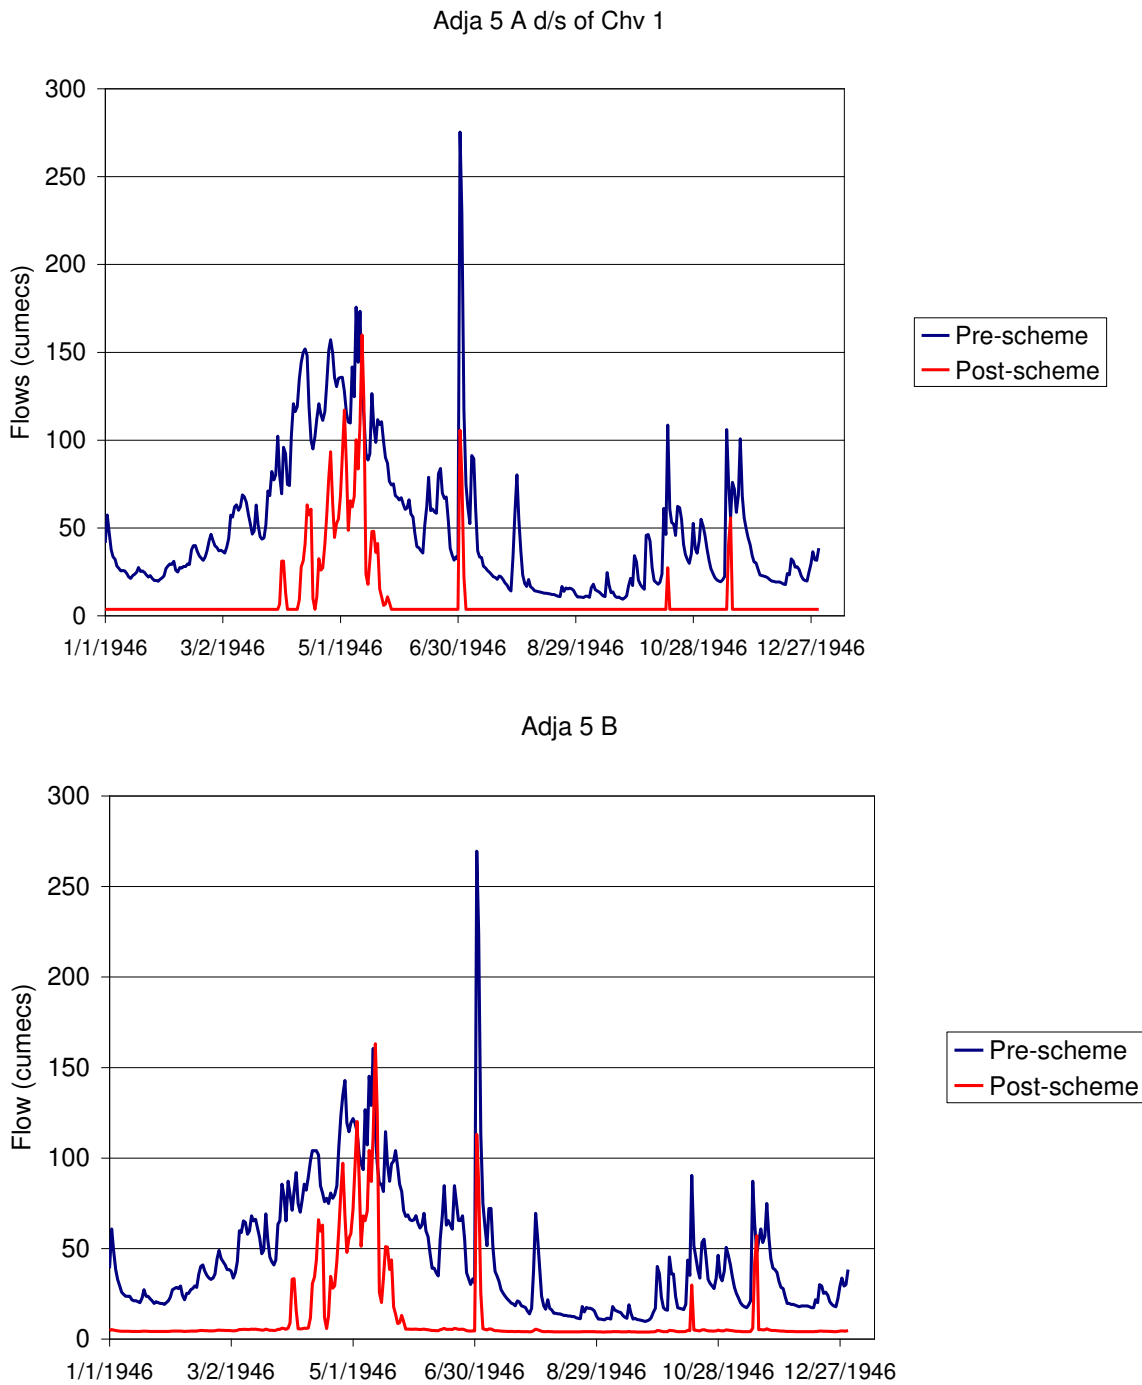 Adja 5 A d/s of Chv 1
300
250
200
150
100
50
0
Flows (cumecs)
1/1/1946 3/2/1946 5/1/1946 6/30/1946 8/29/1946 10/28/1946 12/27/1946
Pre-scheme
Post-scheme
Adja 5 B
300
250
200
150
100
50
0
Flow (cumecs)
1/1/1946 3/2/1946 5/1/1946 6/30/1946 8/29/1946 10/28/1946 12/27/1946
Pre-scheme
Post-scheme